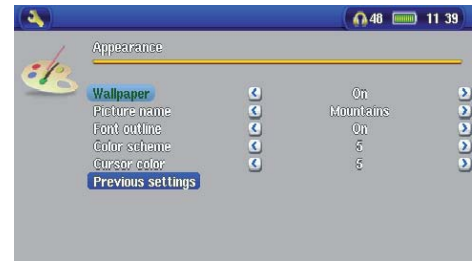 48 11 39
Appearance
Wallpaper On
Picture name Mountains
Font outline On
Color scheme 5
Cursor color 5
Previous settings